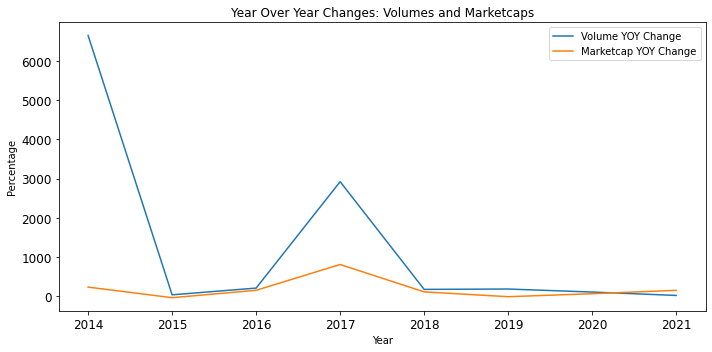 Year Over Year Changes: Volumes and Marketcaps
Volume YOY Change
Marketcap YOY Change
6000
5000
4000
3000
2000
1000
0
Percentage
2014 2015 2016 2017 2018 2019 2020 2021
Year